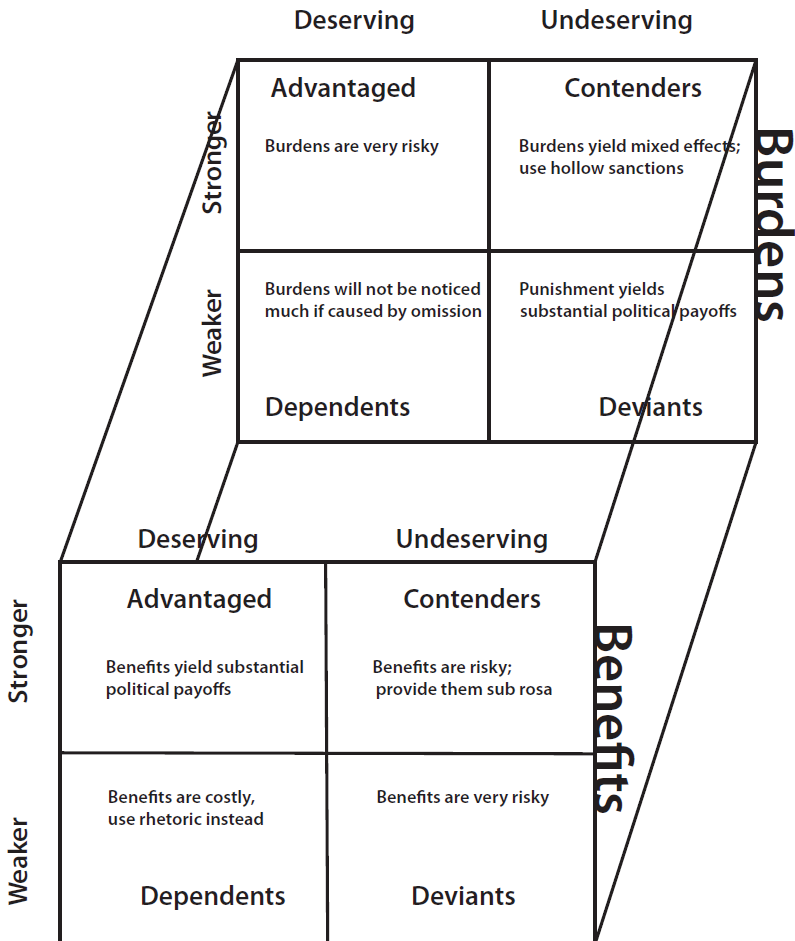 Deserving Undeserving
Advantaged Contenders
Stronger
Burdens are very risky
Burdens yield mixed effects;
use hollow sanctions
Burdens
Weaker
Burdens will not be noticed
much if caused by omission
Punishment yields
substantial political payoffs
Dependents Deviants
Deserving Undeserving
Advantaged Contenders
Stronger
Benefits yield substantial
political payoffs
Benefits are risky;
provide them sub rosa
Benefits
Weaker
Benefits are costly,
use rhetoric instead
Benefits are very risky
Dependents Deviants